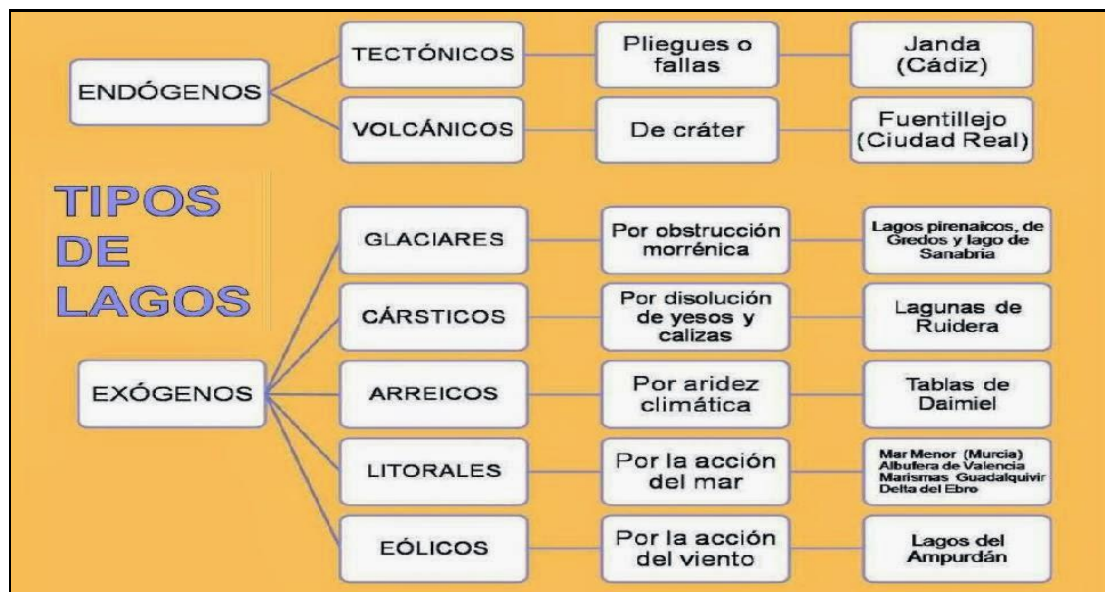 ENDÓGENOS
TECTÓNICOS
Pliegues o
fallas
Janda
(Cádiz)
VOLCÁNICOS
De cráter
Fuentillejo
(Ciudad Real)
TIPOS
DE
LAGOS
EXÓGENOS
GLACIARES
Por obstrucción
morrénica
Lagos pirenaicos, de
Gredos y lago de
Sanabria
CÁRSTICOS
Por disolución
de yesos y
calizas
Lagunas de
Ruidera
ARREICOS
Por aridez
climática
Tablas de
Daimiel
LITORALES
Por la acción
del mar
Mar Menor (Murcia)
Albufera de Valencia
Marismas Guadalquivir
Delta del Ebro
EÓLICOS
Por la acción
del viento
Lagos del
Ampurdán